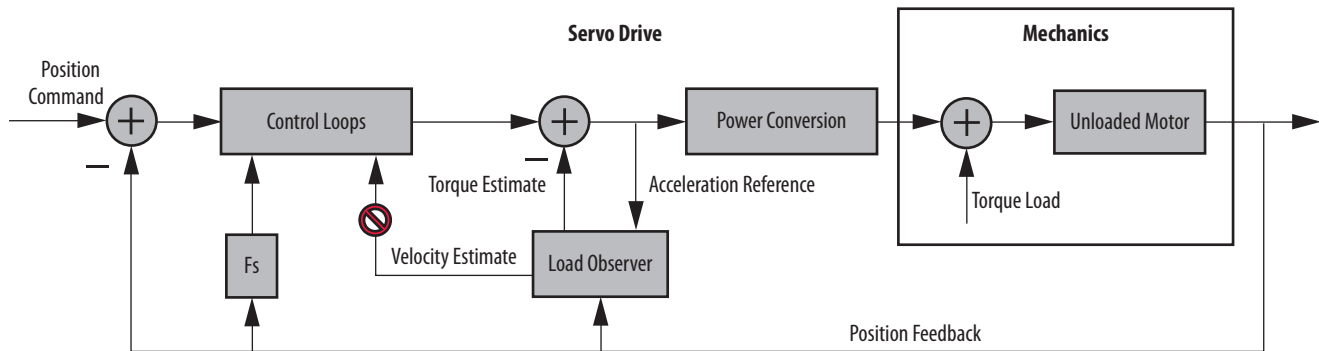 Servo Drive
Mechanics
Position
Command
+
Control Loops
+
Power Conversion
+
Unloaded Motor
−
−
Torque Estimate
Acceleration Reference
Torque Load
Fs
Velocity Estimate
Load Observer
Position Feedback